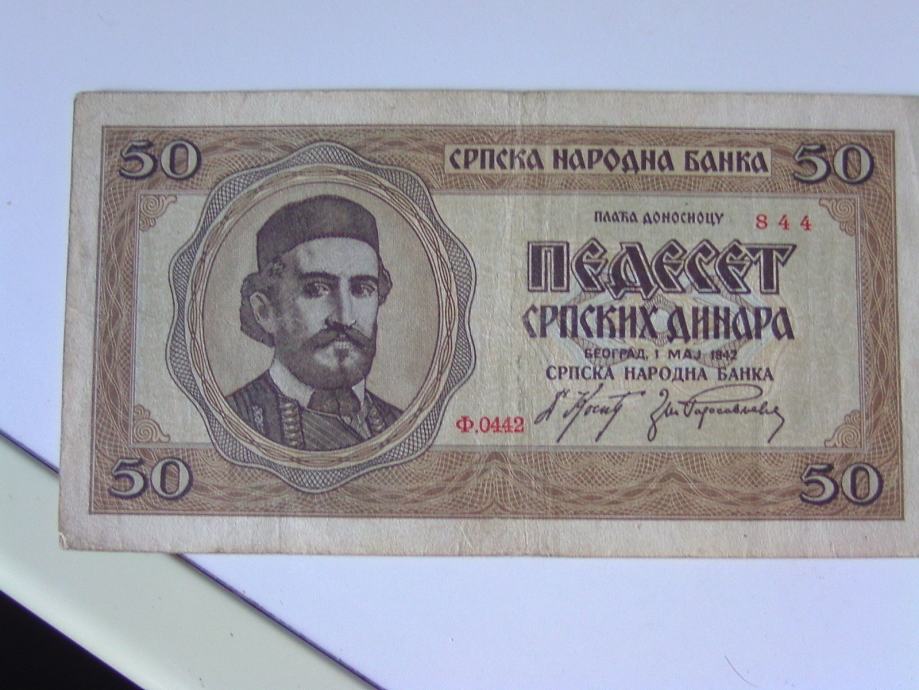 50
СРПСКА НАРОДНА БАНКА
50
ПЛАЋА ДОНОСИОЦУ
844
ПЕДЕСЕТ
СРПСКИХ ДИНАРА
БЕОГРАД, 1 МАЈ 1942
СРПСКА НАРОДНА БАНКА
Ф.0442
50
50